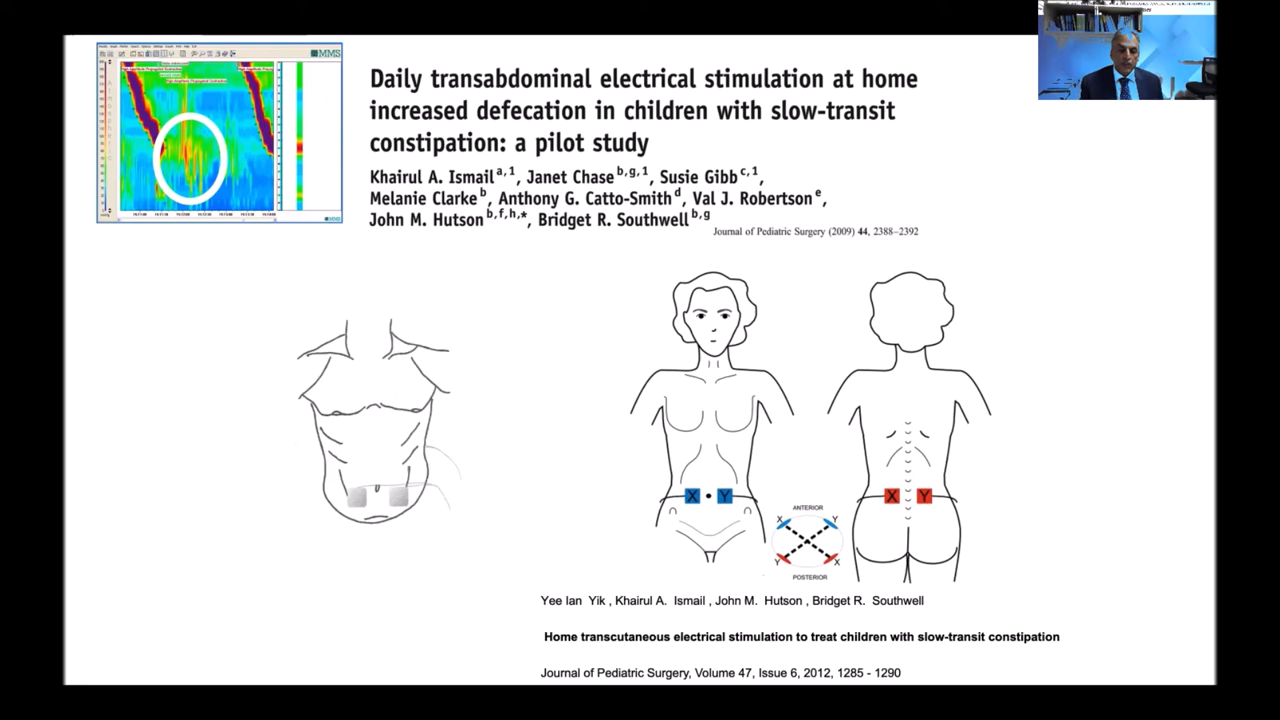 MMS
Daily transabdominal electrical stimulation at home
increased defecation in children with slow-transit
constipation: a pilot study
Khairul A. Ismail a,1, Janet Chase b,g,1, Susie Gibb c,1,
Melanie Clarke b, Anthony G. Catto-Smith d, Val J. Robertson e,
John M. Hutson b,f,h,*, Bridget R. Southwell b,g
Journal of Pediatric Surgery (2009) 44, 2388–2392
X • Y
X Y
ANTERIOR
X Y
Y X
POSTERIOR
Yee Ian Yik , Khairul A. Ismail , John M. Hutson , Bridget R. Southwell
Home transcutaneous electrical stimulation to treat children with slow-transit constipation
Journal of Pediatric Surgery, Volume 47, Issue 6, 2012, 1285 - 1290